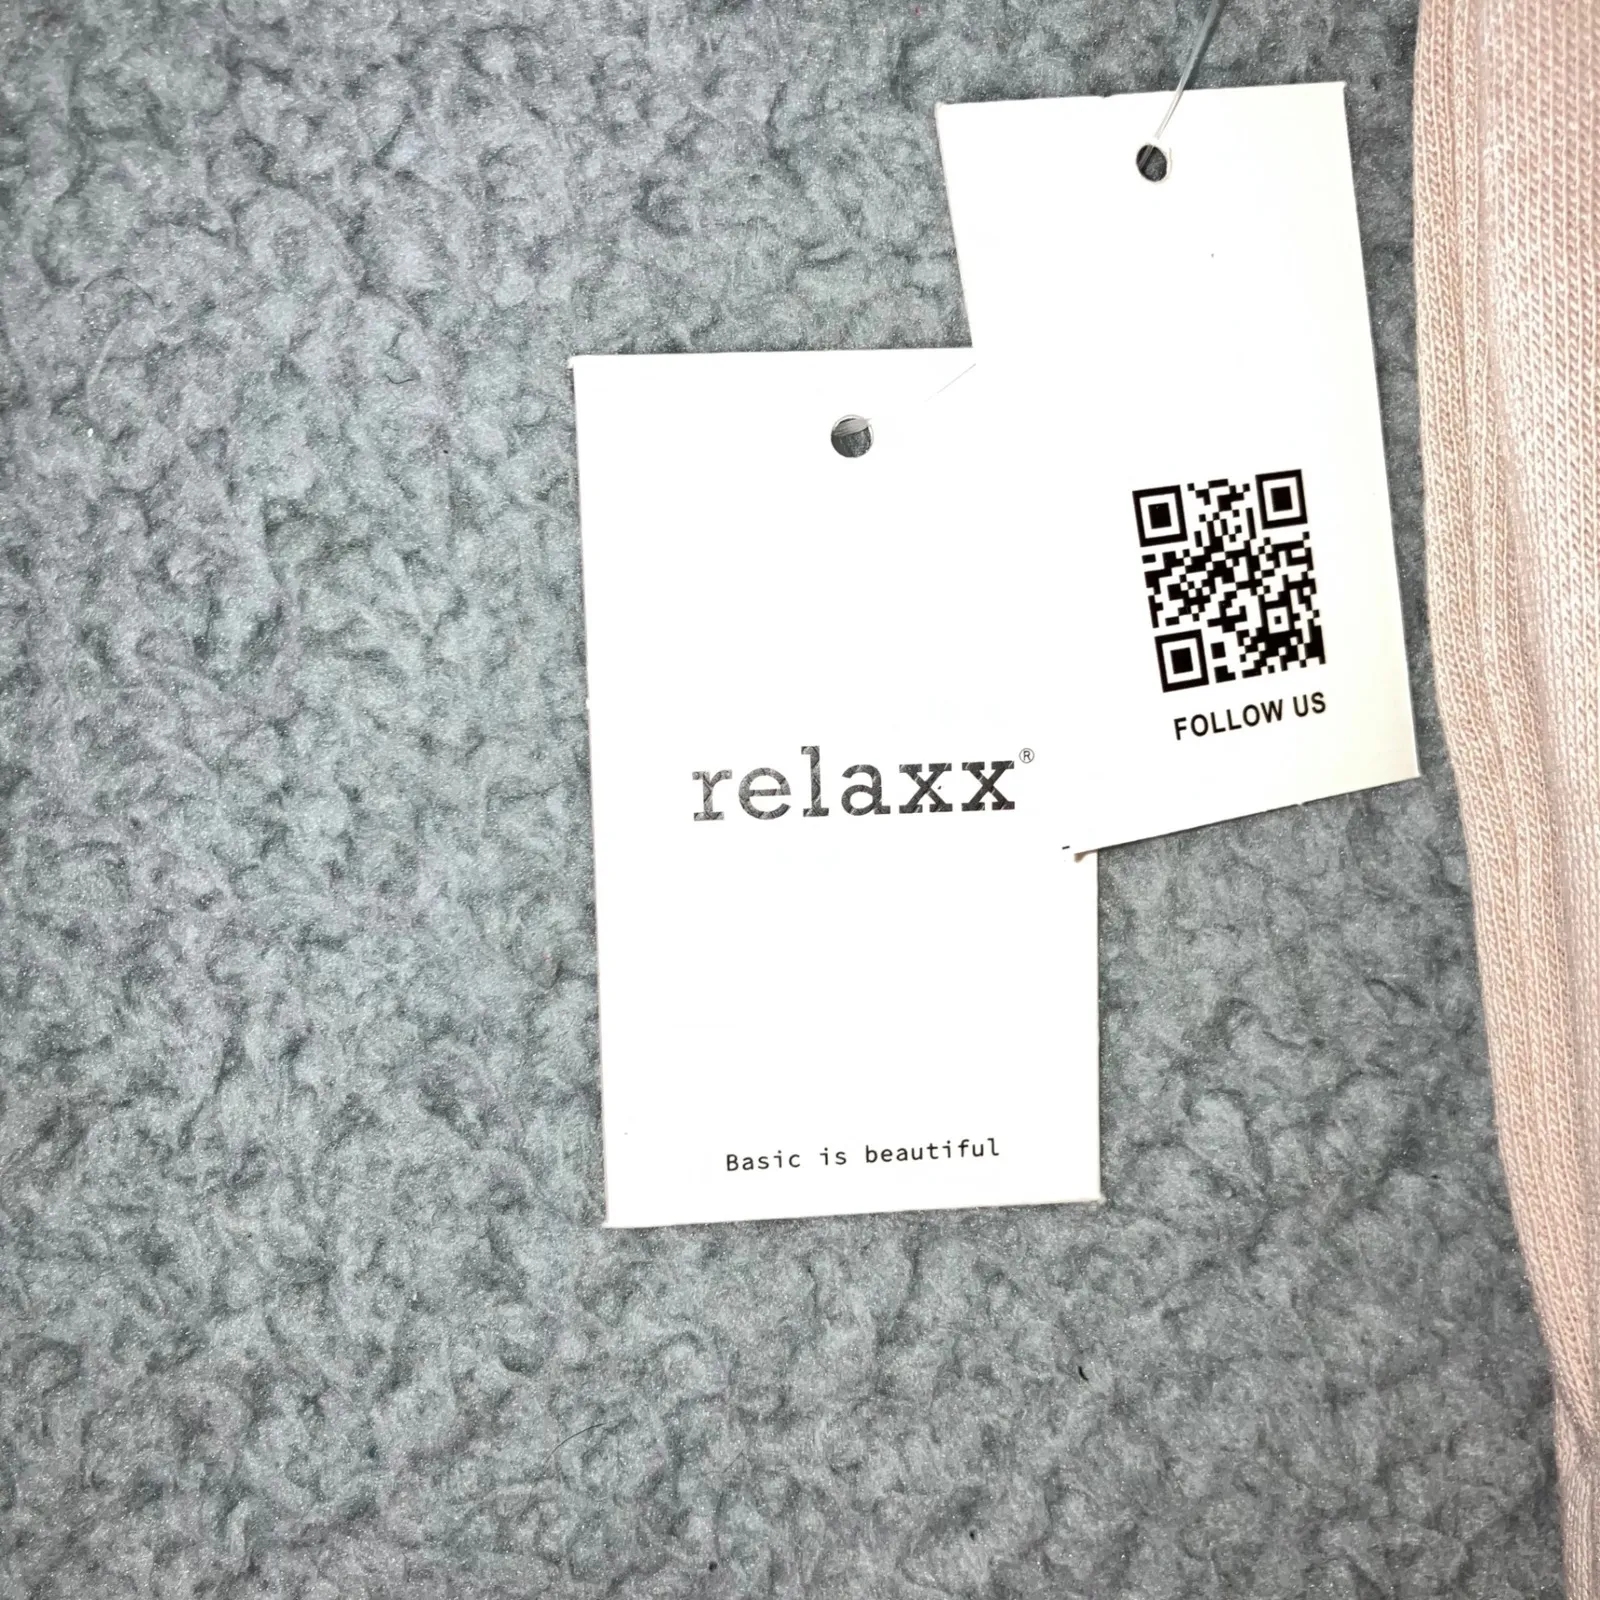 relaxx®
Basic is beautiful
FOLLOW US